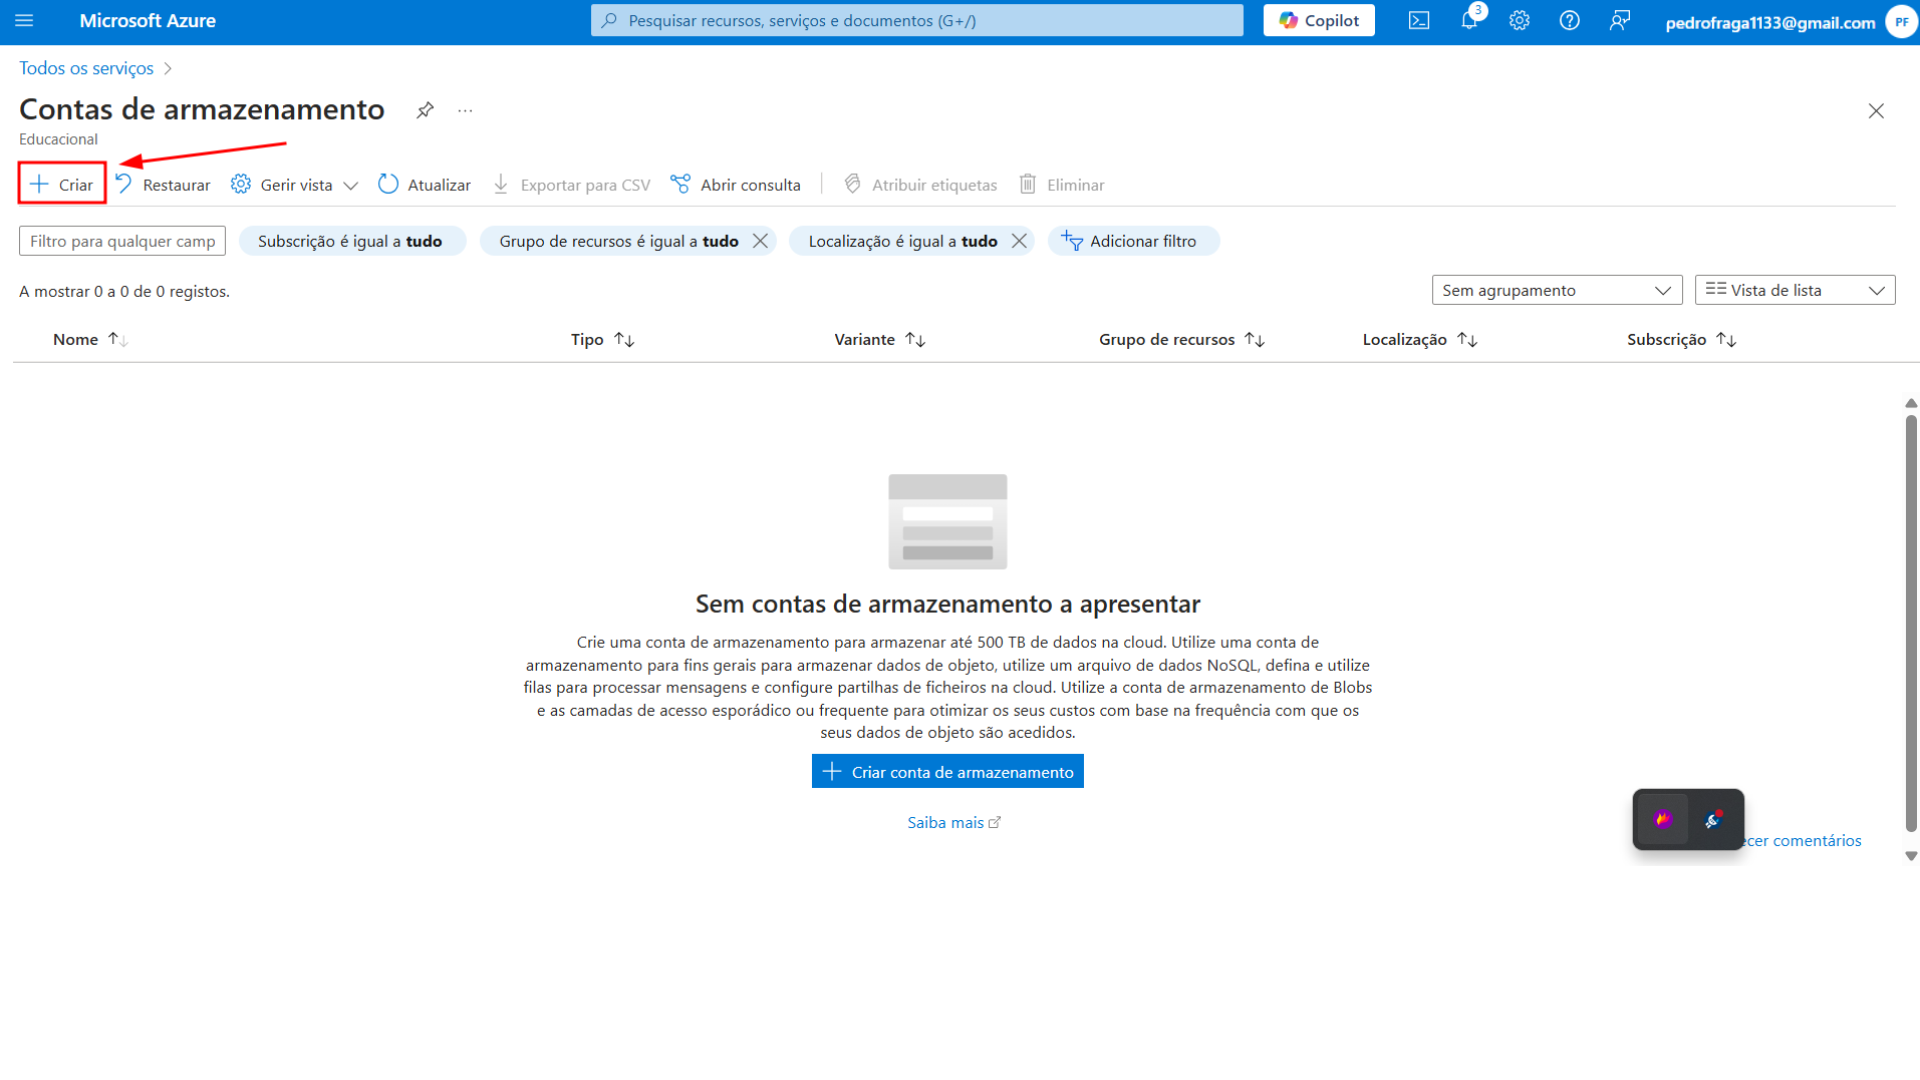 Microsoft Azure
Pesquisar recursos, serviços e documentos (G+/)
Copilot
3
pedrofraga1133@gmail.com
PF
Todos os serviços
Contas de armazenamento
Educacional
Criar
Restaurar
Gerir vista
Atualizar
Exportar para CSV
Abrir consulta
Atribuir etiquetas
Eliminar
Filtro para qualquer camp
Subscrição é igual a tudo
Grupo de recursos é igual a tudo
Localização é igual a tudo
Adicionar filtro
A mostrar 0 a 0 de 0 registos.
Sem agrupamento
Vista de lista
Nome
Tipo
Variante
Grupo de recursos
Localização
Subscrição
Sem contas de armazenamento a apresentar
Crie uma conta de armazenamento para armazenar até 500 TB de dados na cloud. Utilize uma conta de
armazenamento para fins gerais para armazenar dados de objeto, utilize um arquivo de dados NoSQL, defina e utilize
filas para processar mensagens e configure partilhas de ficheiros na cloud. Utilize a conta de armazenamento de Blobs
e as camadas de acesso esporádico ou frequente para otimizar os seus custos com base na frequência com que os
seus dados de objeto são acedidos.
Criar conta de armazenamento
Saiba mais
comentários